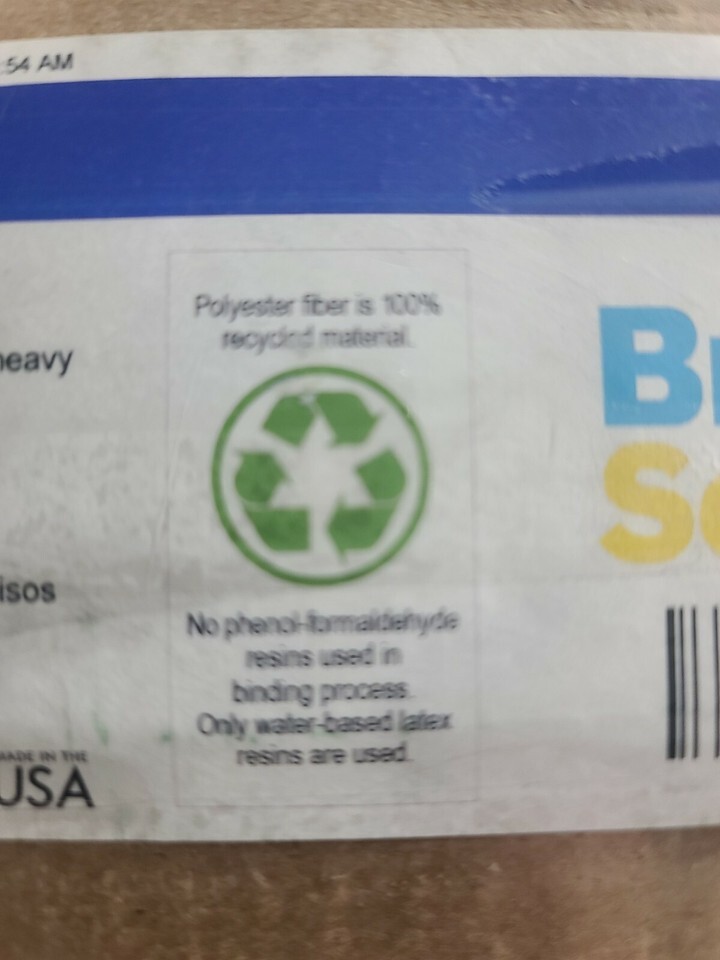 :54 AM
Polyester fiber is 100%
recycled material.
heavy
B
S
isos
No phenol-formaldehyde
resins used in
binding process.
Only water-based latex
resins are used.
MADE IN THE
USA